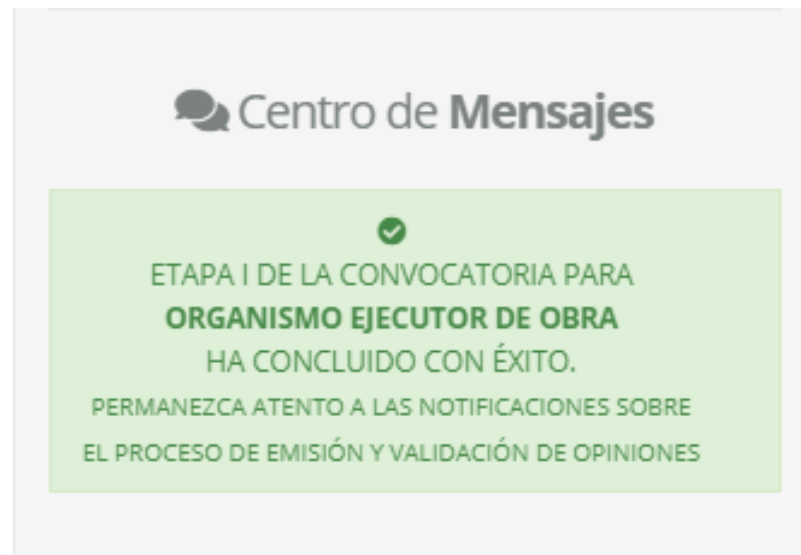 Centro de Mensajes
ETAPA I DE LA CONVOCATORIA PARA
ORGANISMO EJECUTOR DE OBRA
HA CONCLUIDO CON ÉXITO.
PERMANEZCA ATENTO A LAS NOTIFICACIONES SOBRE
EL PROCESO DE EMISIÓN Y VALIDACIÓN DE OPINIONES